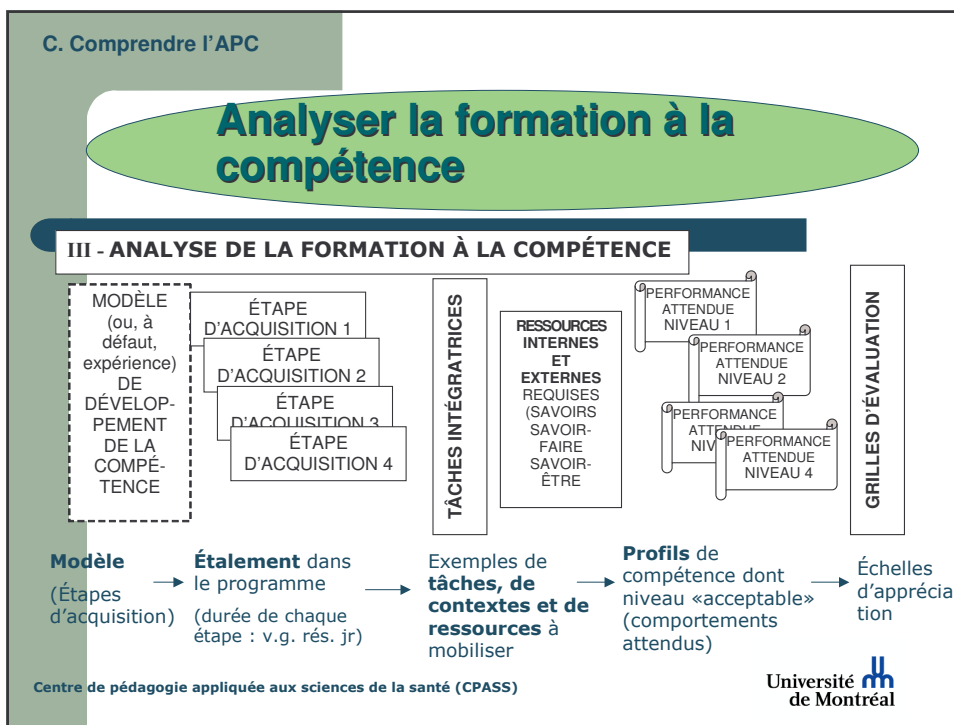 C. Comprendre l'APC
Analyser la formation à la
compétence
III - ANALYSE DE LA FORMATION À LA COMPÉTENCE
MODÈLE
(ou, à
défaut,
expérience)
DE
DÉVELOP-
PEMENT
DE LA
COMPÉ-
TENCE
ÉTAPE
D'ACQUISITION 1
ÉTAPE
D'ACQUISITION 2
ÉTAPE
D'ACQUISITION 3
ÉTAPE
D'ACQUISITION 4
TÂCHES INTÉGRATRICES
RESSOURCES
INTERNES
ET
EXTERNES
REQUISES
(SAVOIRS
SAVOIR-
FAIRE
SAVOIR-
ÊTRE
PERFORMANCE
ATTENDUE
NIVEAU 1
PERFORMANCE
ATTENDUE
NIVEAU 2
PERFORMANCE
ATTENDUE
PERFORMANCE
ATTENDUE
NIVEAU 4
GRILLES D'ÉVALUATION
Modèle
(Étapes
d'acquisition)
Étalement dans
le programme
(durée de chaque
étape : v.g. rés. jr)
Exemples de
tâches, de
contextes et de
ressources à
mobiliser
Profils de
compétence dont
niveau «acceptable»
(comportements
attendus)
Échelles
d'apprécia
tion
Centre de pédagogie appliquée aux sciences de la santé (CPASS)
Université
de Montréal